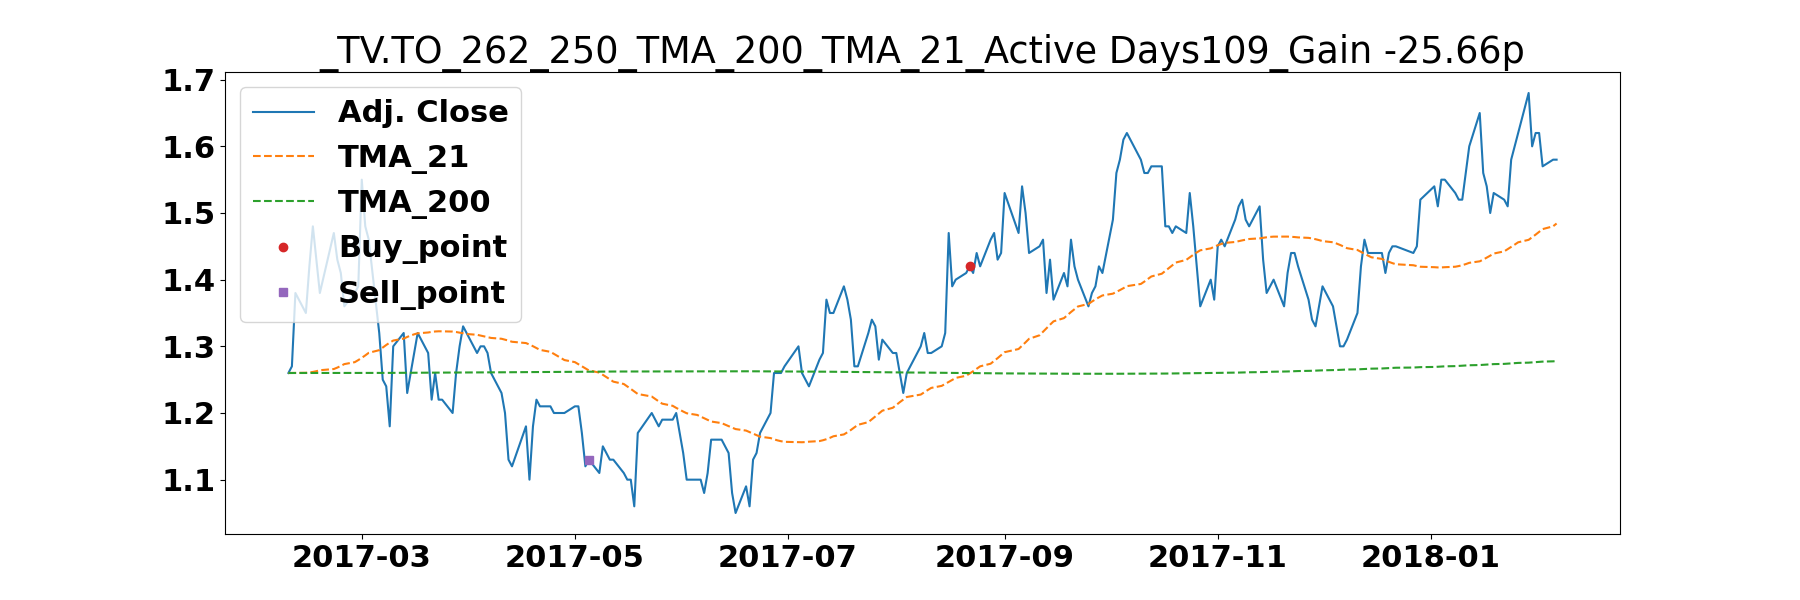 _TV.TO_262_250_TMA_200_TMA_21_Active Days109_Gain -25.66p
1.7
1.6
1.5
1.4
1.3
1.2
1.1
Adj. Close
TMA_21
TMA_200
Buy_point
Sell_point
2017-03 2017-05 2017-07 2017-09 2017-11 2018-01